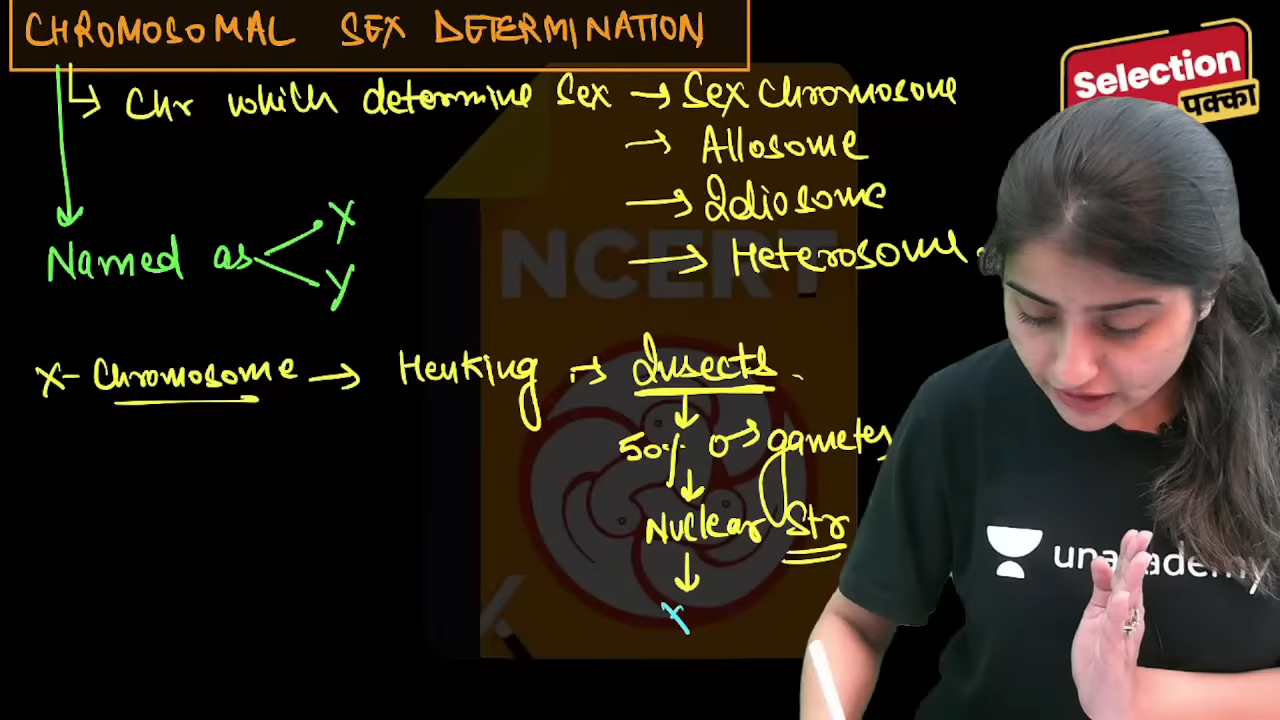 CHROMOSOMAL SEX DETERMINATION
Chr which determine Sex → Sex Chromosome
→ Allosome
→ Idiosome
→ Heterosome
Named as X
Y
X- Chromosome → Henking → Insects
50% ♂ gametes
Nuclear Str
X
NCERT
Selection
पक्का
unacademy